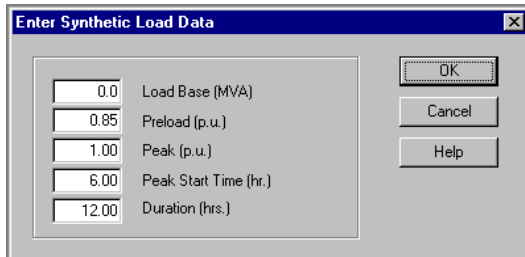 Enter Synthetic Load Data
0.0 Load Base (MVA)
0.85 Preload (p.u.)
1.00 Peak (p.u.)
6.00 Peak Start Time (hr.)
12.00 Duration (hrs.)
OK
Cancel
Help